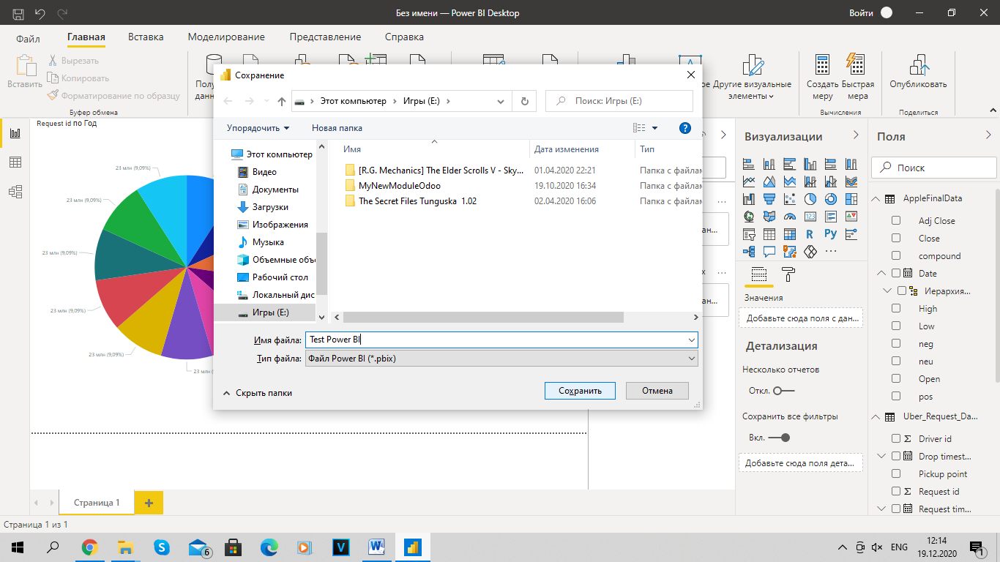 Без имени — Power BI Desktop
Войти
Файл
Главная
Вставка
Моделирование
Представление
Справка
Вставить
Вырезать
Копировать
Форматирование по образцу
Буфер обмена
Другие визуальные
элементы
Создать
меру
Быстрая
мера
Вычисления
Опубликовать
Поделиться
Request id по Год
23 млн (9,09%)
23 млн (9,09%)
23 млн (9,09%)
23 млн (9,09%)
23 млн (9,09%)
Сохранение
Этот компьютер
Игры (E:)
Поиск: Игры (E:)
Упорядочить
Новая папка
Этот компьютер
Видео
Документы
Загрузки
Изображения
Музыка
Объемные объ
Рабочий стол
Локальный дис
Игры (E:)
Имя
Дата изменения
Тип
[R.G. Mechanics] The Elder Scrolls V - Sky...
01.04.2020 22:21
Папка с файлам
MyNewModuleOdoo
19.10.2020 16:34
Папка с файлам
The Secret Files Tunguska 1.02
02.04.2020 16:06
Папка с файлам
Имя файла:
Test Power BI
Тип файла:
Файл Power BI (*.pbix)
Скрыть папки
Сохранить
Отмена
Визуализации
R
Py
123
Значения
Добавьте сюда поля с дан...
Детализация
Несколько отчетов
Откл.
Сохранить все фильтры
Вкл.
Добавьте сюда поля дета...
Поля
Поиск
AppleFinalData
Adj Close
Close
compound
Date
Иерархия...
High
Low
neg
neu
Open
pos
Uber_Request_Da...
Driver id
Drop timest...
Pickup point
Request id
Request tim...
Страница 1
Страница 1 из 1
6
ENG
12:14
19.12.2020
1